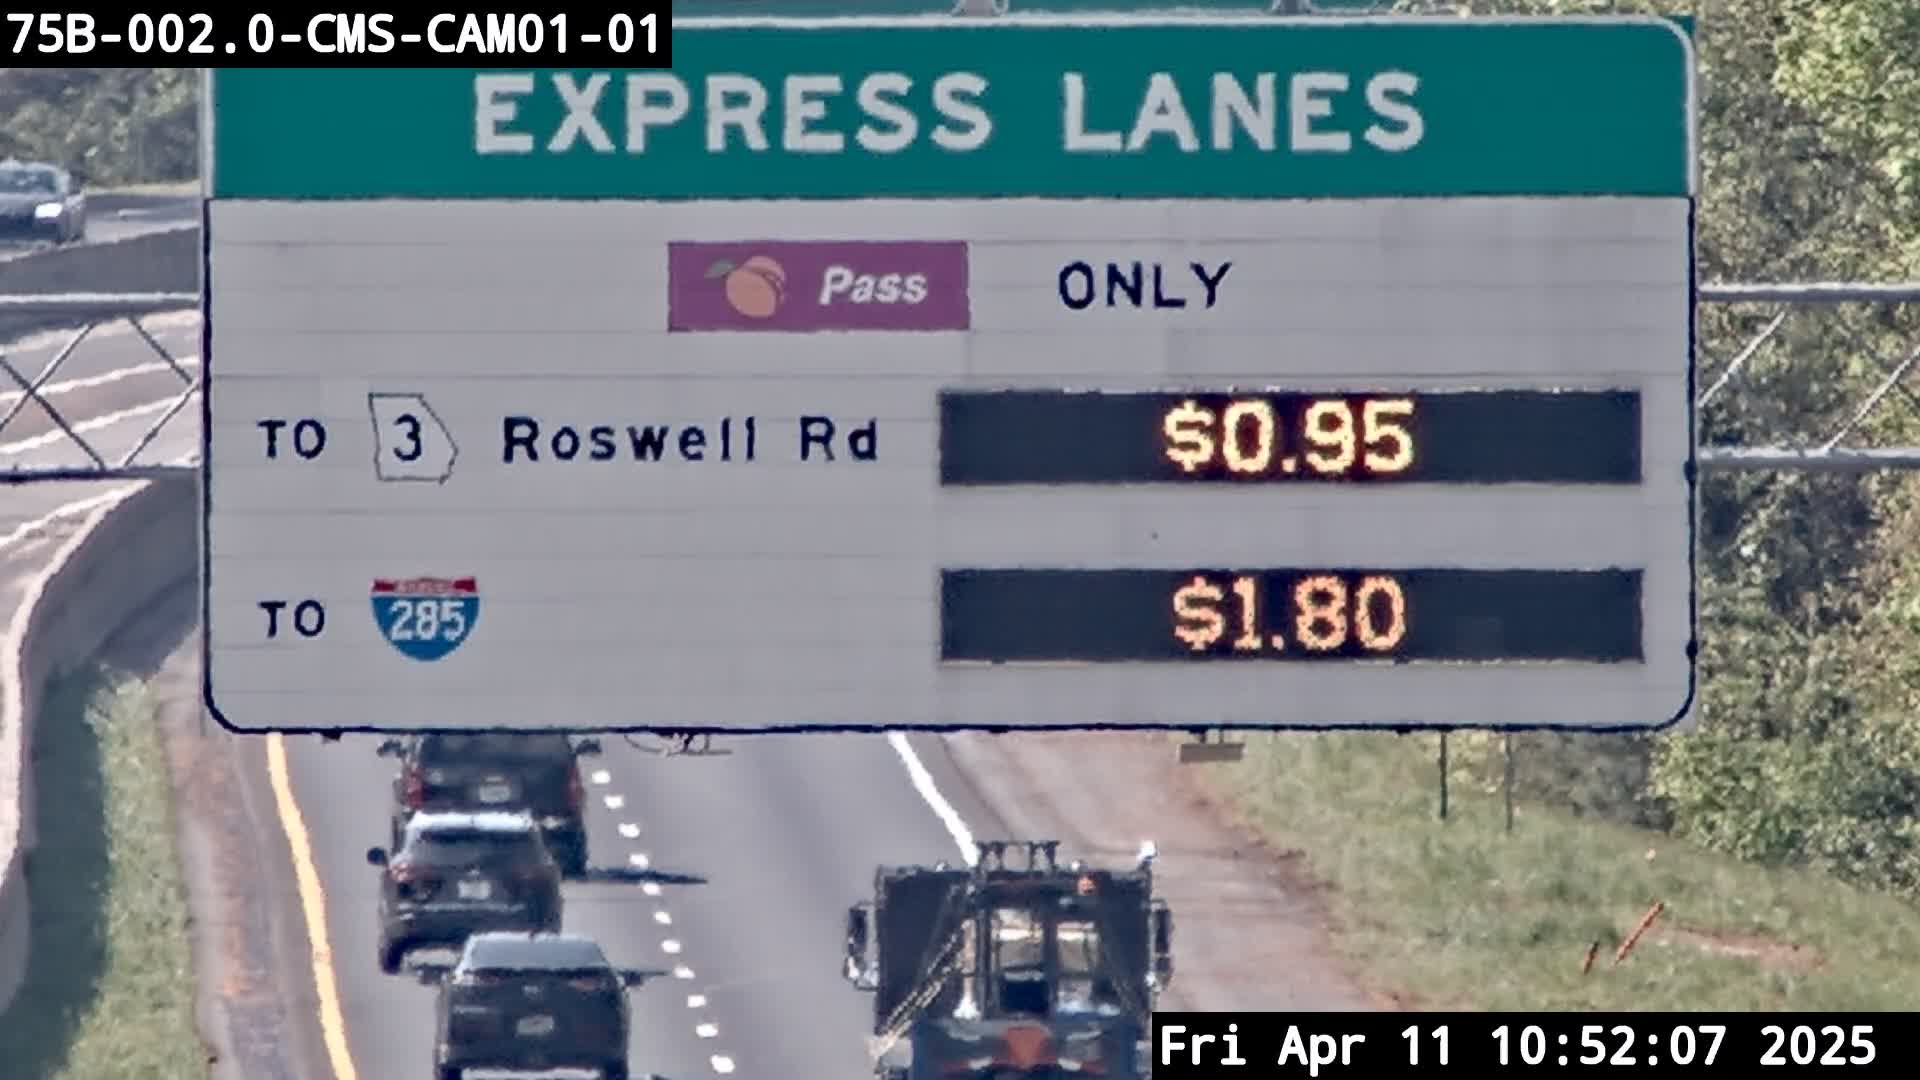 75B-002.0-CMS-CAM01-01
EXPRESS LANES
Pass ONLY
TO 3 Roswell Rd $0.95
TO 285 $1.80
Fri Apr 11 10:52:07 2025